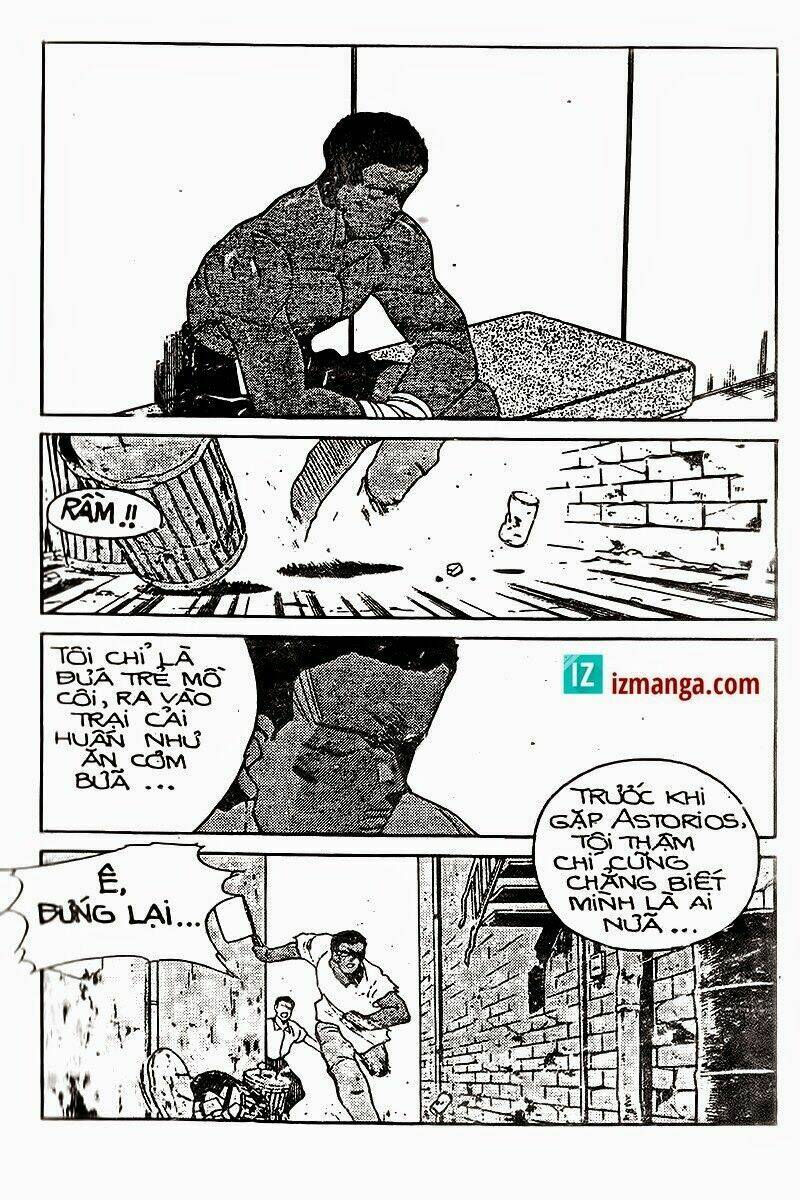 RẦM!!
TÔI CHỈ LÀ
ĐỨA TRẺ MỒ
CÔI, RA VÀO
TRẠI CẢI
HUẤN NHƯ
ĂN CƠM
BỮA...
IZ izmanga.com
TRƯỚC KHI
GẶP ASTORIOS,
TÔI THẬM
CHÍ CŨNG
CHẲNG BIẾT
MÌNH LÀ AI
NỮA...
Ê,
ĐỨNG LẠI...